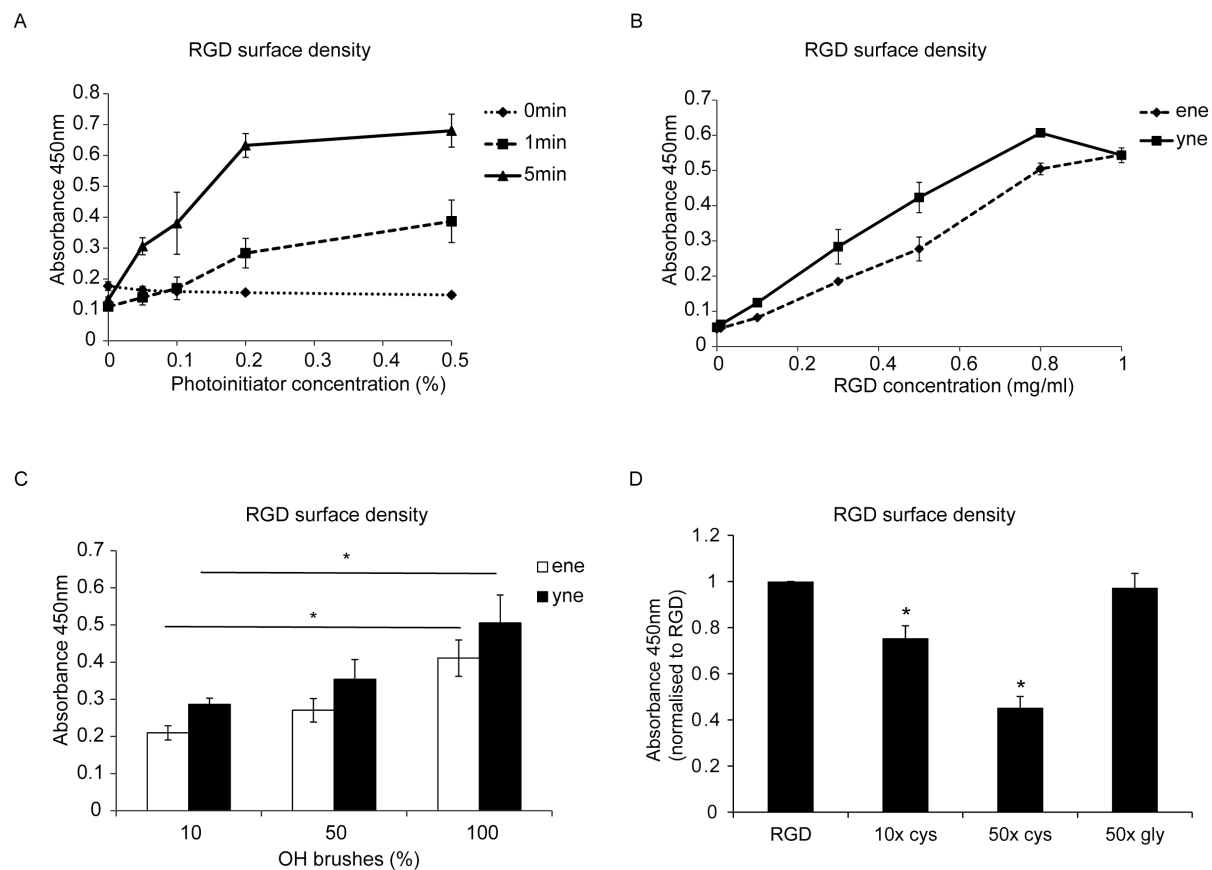 A
RGD surface density
0.8
0.7
0.6
0.5
0.4
0.3
0.2
0.1
0
Absorbance 450nm
0 0.1 0.2 0.3 0.4 0.5
Photoinitiator concentration (%)
0min
1min
5min
B
RGD surface density
0.7
0.6
0.5
0.4
0.3
0.2
0.1
0
Absorbance 450nm
0 0.2 0.4 0.6 0.8 1
RGD concentration (mg/ml)
ene
yne
C
RGD surface density
0.7
0.6
0.5
0.4
0.3
0.2
0.1
0
Absorbance 450nm
*
*
10 50 100
OH brushes (%)
ene
yne
D
RGD surface density
1.2
1
0.8
0.6
0.4
0.2
0
Absorbance 450nm
(normalised to RGD)
*
*
RGD 10x cys 50x cys 50x gly